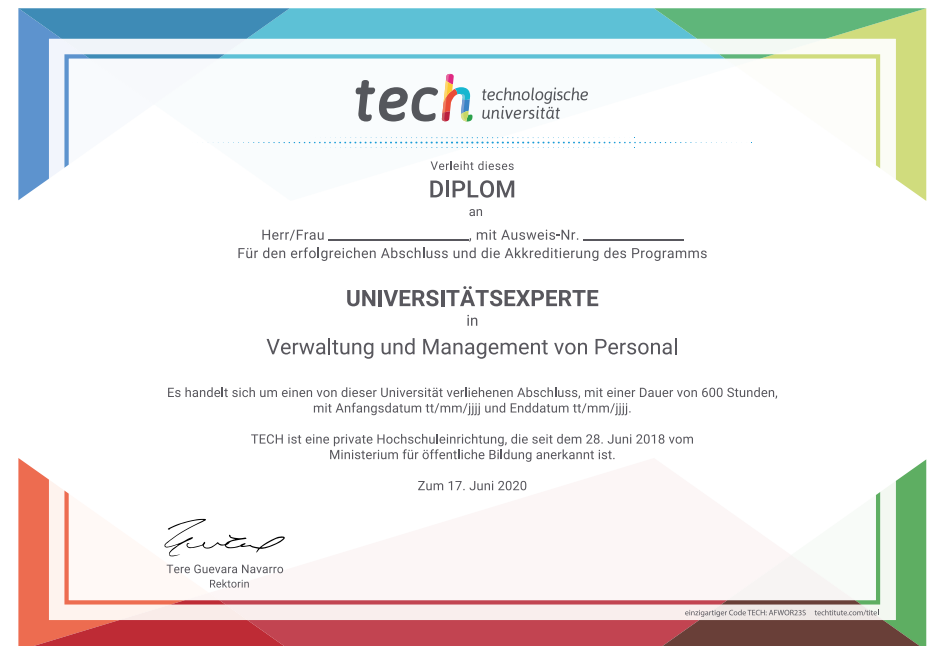 tech technologische
universität
Verleiht dieses
DIPLOM
an
Herr/Frau ____________________, mit Ausweis-Nr. ______________
Für den erfolgreichen Abschluss und die Akkreditierung des Programms
UNIVERSITÄTSEXPERTE
in
Verwaltung und Management von Personal
Es handelt sich um einen von dieser Universität verliehenen Abschluss, mit einer Dauer von 600 Stunden,
mit Anfangsdatum tt/mm/jjjj und Enddatum tt/mm/jjjj.
TECH ist eine private Hochschuleinrichtung, die seit dem 28. Juni 2018 vom
Ministerium für öffentliche Bildung anerkannt ist.
Zum 17. Juni 2020
Tere Guevara Navarro
Rektorin
einzigartiger Code TECH: AFWOR23S techtitute.com/titel